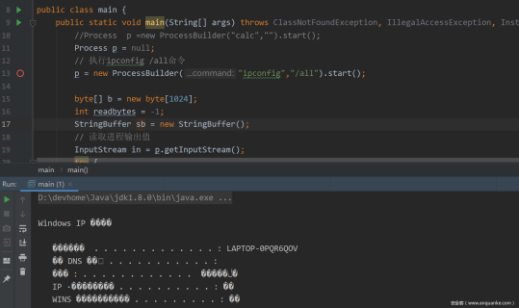 8 public class main {
9 public static void main(String[] args) throws ClassNotFoundException, IllegalAccessException, Inst
10 //Process p =new ProcessBuilder("calc","").start();
11 Process p = null;
12 // 执行ipconfig /all命令
13 p = new ProcessBuilder( ...command: "ipconfig","/all").start();
15 byte[] b = new byte[1024];
16 int readbytes = -1;
17 StringBuffer sb = new StringBuffer();
18 // 读取进程输出值
19 InputStream in = p.getInputStream();
20 try {
main › main()
Run: main (1) ×
D:\devhome\Java\jdk1.8.0\bin\java.exe ...
Windows IP ����
������ . . . . . . . . . . . . . : LAPTOP-0PQR6QOV
�� DNS ��׺ . . . . . . . . . . . :
��� : . . . . . . . . . . . .
IP ·�������� . . . . . . . . . . : ��
WINS ���������� . . . . . . . . . : ��
安全客（www.anquanke.com）